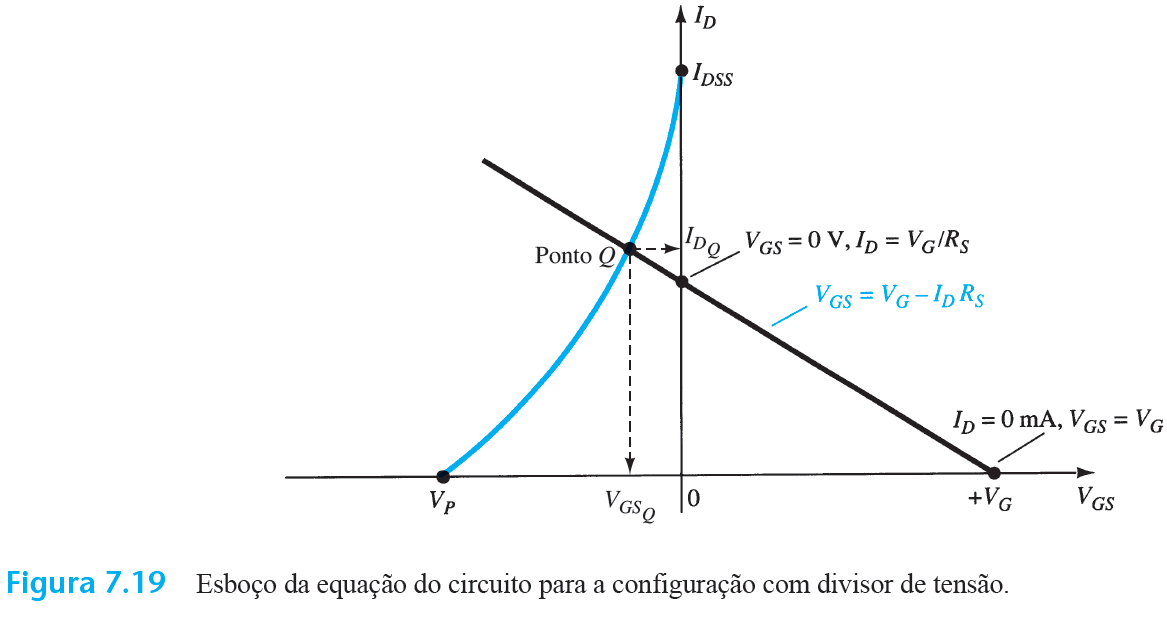 I_D
I_DSS
Ponto Q
I_DQ
V_GS = 0 V, I_D = V_G/R_S
V_GS = V_G – I_D R_S
I_D = 0 mA, V_GS = V_G
V_P
V_GSQ
0
+V_G
V_GS
Figura 7.19 Esboço da equação do circuito para a configuração com divisor de tensão.